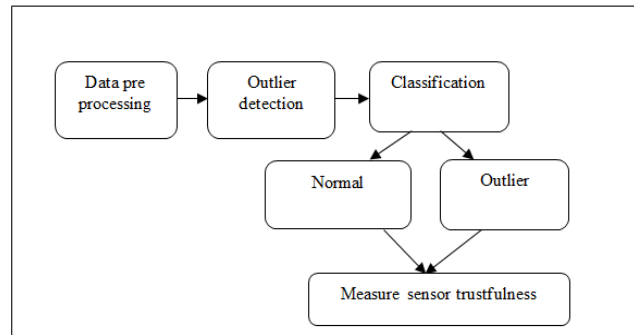 Data pre
processing
Outlier
detection
Classification
Normal
Outlier
Measure sensor trustfulness